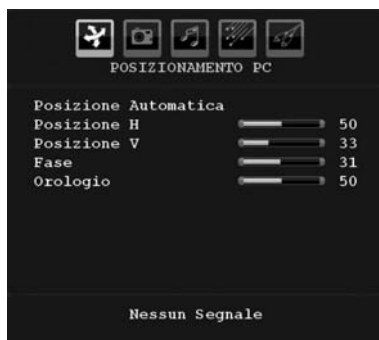 POSIZIONAMENTO PC
Posizione Automatica
Posizione H 50
Posizione V 33
Fase 31
Orologio 50
Nessun Segnale